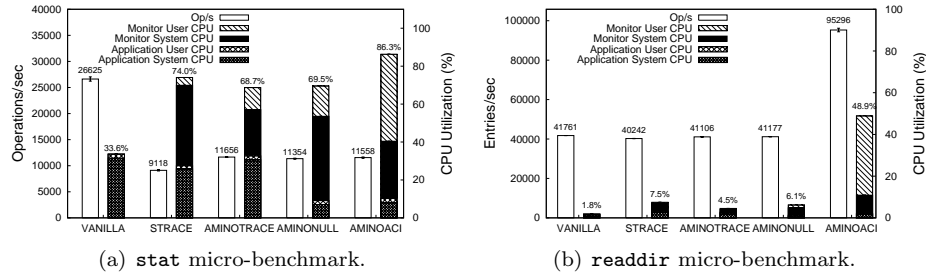 Operations/sec
40000
35000
30000
25000
20000
15000
10000
5000
0
Op/s
Monitor User CPU
Monitor System CPU
Application User CPU
Application System CPU
26625
33.6%
9118
74.0%
11656
68.7%
11354
69.5%
11558
86.3%
VANILLA STRACE AMINOTRACE AMINONULL AMINOACI
100
80
60
40
20
0
CPU Utilization (%)
(a) stat micro-benchmark.
Entries/sec
100000
80000
60000
40000
20000
0
Op/s
Monitor User CPU
Monitor System CPU
Application User CPU
Application System CPU
41761
1.8%
40242
7.5%
41106
4.5%
41177
6.1%
95296
48.9%
VANILLA STRACE AMINOTRACE AMINONULL AMINOACI
100
80
60
40
20
0
CPU Utilization (%)
(b) readdir micro-benchmark.